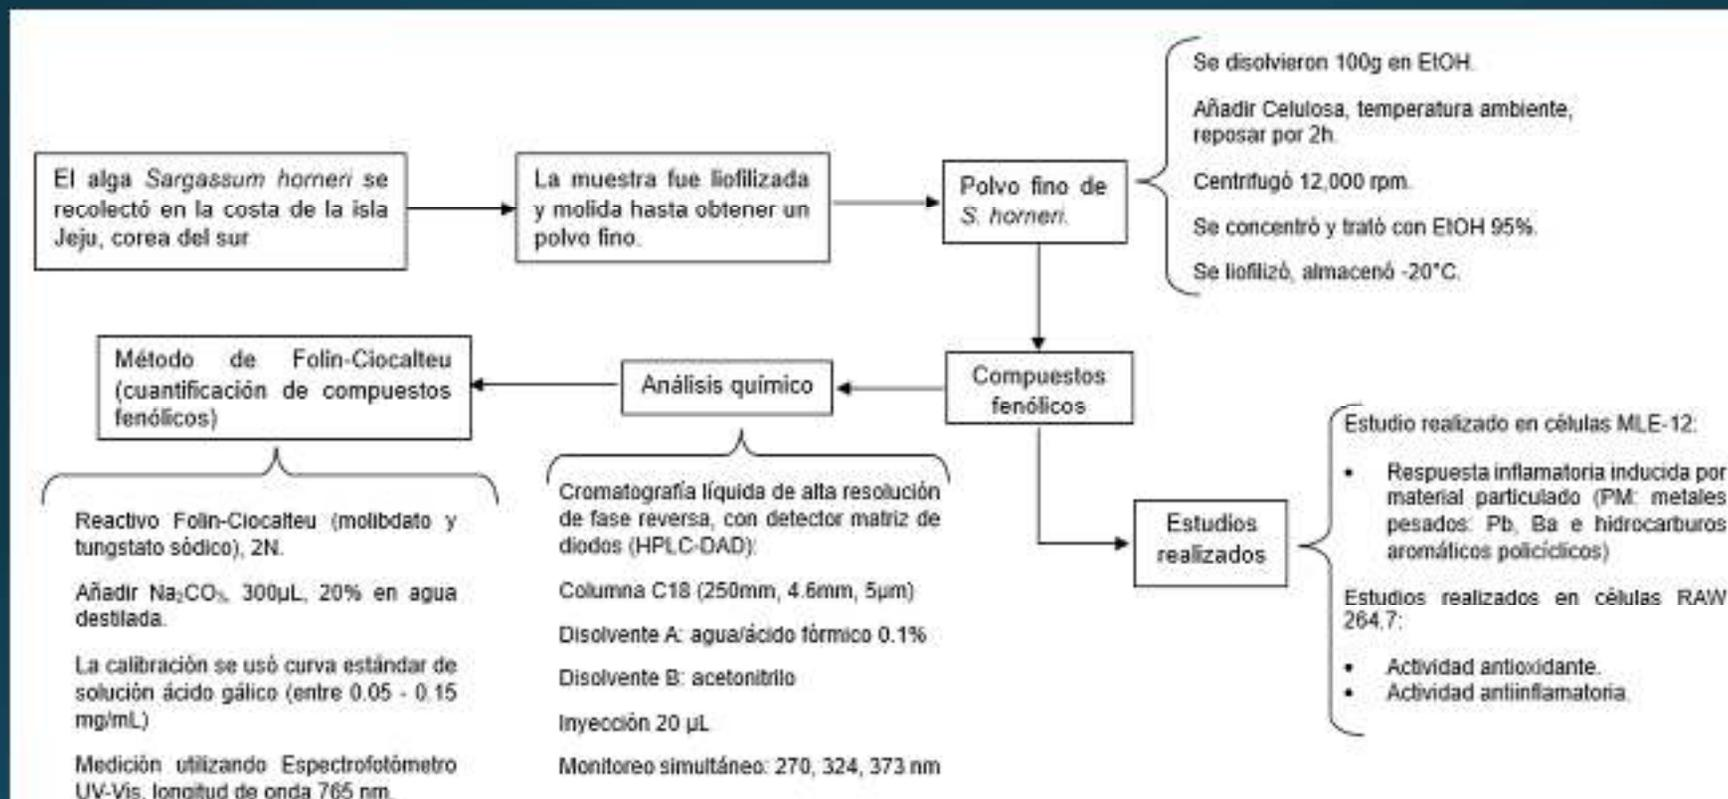 El alga Sargassum horneri se
recolectó en la costa de la isla
Jeju, corea del sur
La muestra fue liofilizada
y molida hasta obtener un
polvo fino.
Polvo fino de
S. horneri.
Se disolvieron 100g en EtOH.
Añadir Celulosa, temperatura ambiente,
reposar por 2h.
Centrifugó 12,000 rpm.
Se concentró y trató con EtOH 95%.
Se liofilizó, almacenó -20°C.
Método de Folin-Ciocalteu
(cuantificación de compuestos
fenólicos)
Análisis químico
Compuestos
fenólicos
Reactivo Folin-Ciocalteu (molibdato y
tungstato sódico), 2N.
Añadir Na₂CO₃, 300µL, 20% en agua
destilada.
La calibración se usó curva estándar de
solución ácido gálico (entre 0.05 - 0.15
mg/mL)
Medición utilizando Espectrofotómetro
UV-Vis, longitud de onda 765 nm.
Cromatografía líquida de alta resolución
de fase reversa, con detector matriz de
diodos (HPLC-DAD):
Columna C18 (250mm, 4.6mm, 5µm)
Disolvente A: agua/ácido fórmico 0.1%
Disolvente B: acetonitrilo
Inyección 20 µL
Monitoreo simultáneo: 270, 324, 373 nm
Estudios
realizados
Estudio realizado en células MLE-12:
• Respuesta inflamatoria inducida por
material particulado (PM: metales
pesados: Pb, Ba e hidrocarburos
aromáticos policíclicos)
Estudios realizados en células RAW
264.7:
• Actividad antioxidante.
• Actividad antiinflamatoria.